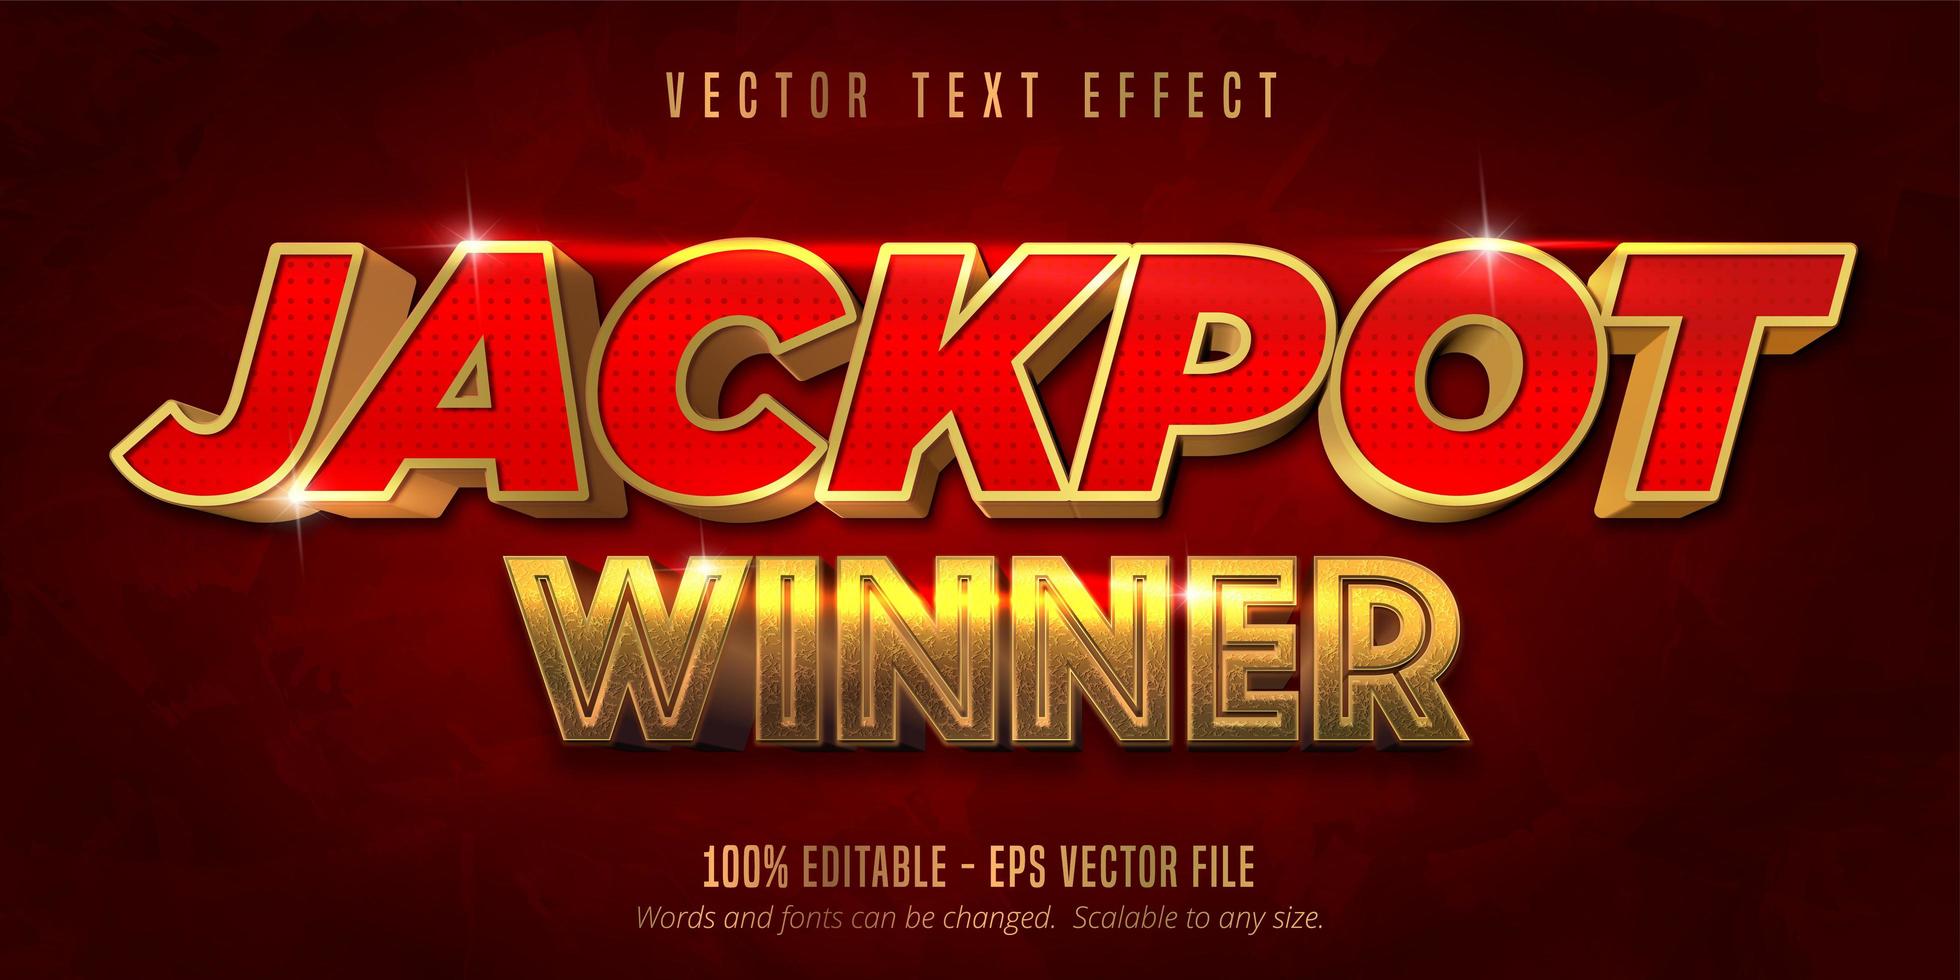 VECTOR TEXT EFFECT
JACKPOT
WINNER
100% EDITABLE - EPS VECTOR FILE
Words and fonts can be changed. Scalable to any size.